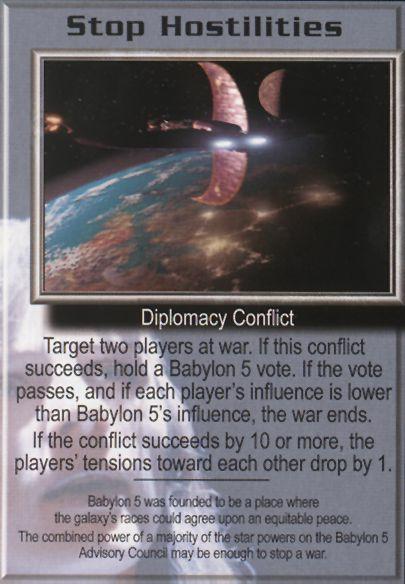 Stop Hostilities
Diplomacy Conflict
Target two players at war. If this conflict
succeeds, hold a Babylon 5 vote. If the vote
passes, and if each player's influence is lower
than Babylon 5's influence, the war ends.
If the conflict succeeds by 10 or more, the
players' tensions toward each other drop by 1.
Babylon 5 was founded to be a place where
the galaxy's races could agree upon an equitable peace.
The combined power of a majority of the star powers on the Babylon 5
Advisory Council may be enough to stop a war.